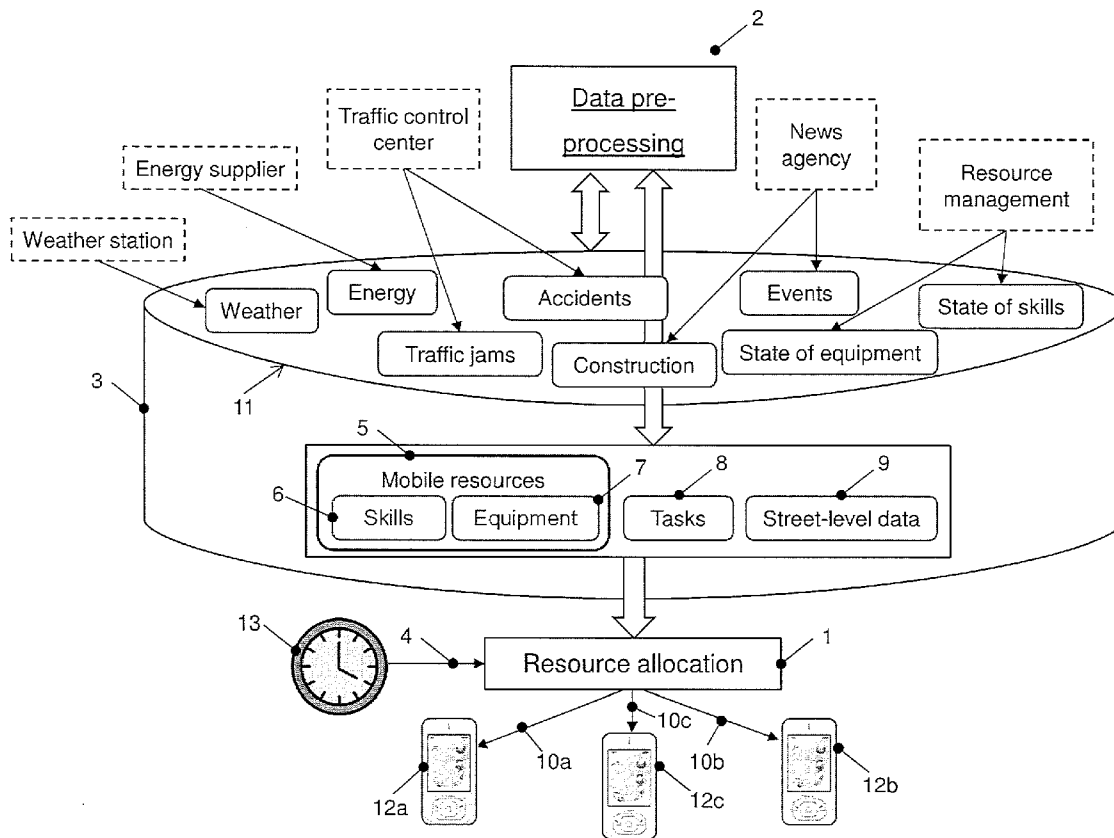 2
Data pre-
processing
Traffic control
center
News
agency
Energy supplier
Resource
management
Weather station
Weather
Energy
Accidents
Events
State of skills
Traffic jams
Construction
State of equipment
3
11
5
7
8
9
Mobile resources
6
Skills
Equipment
Tasks
Street-level data
13
4
1
Resource allocation
10c
10a
10b
12a
12c
12b